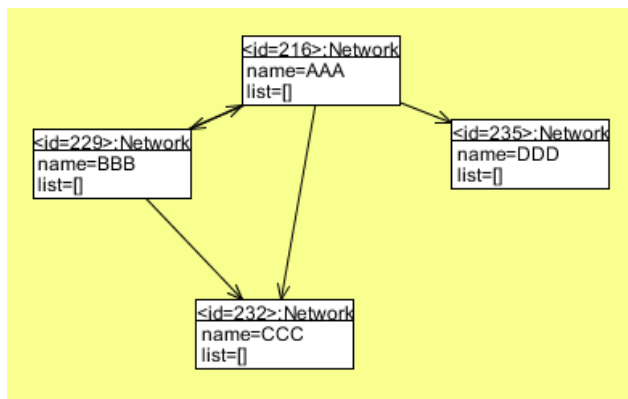 <id=216>:Network
name=AAA
list=[]
<id=229>:Network
name=BBB
list=[]
<id=235>:Network
name=DDD
list=[]
<id=232>:Network
name=CCC
list=[]